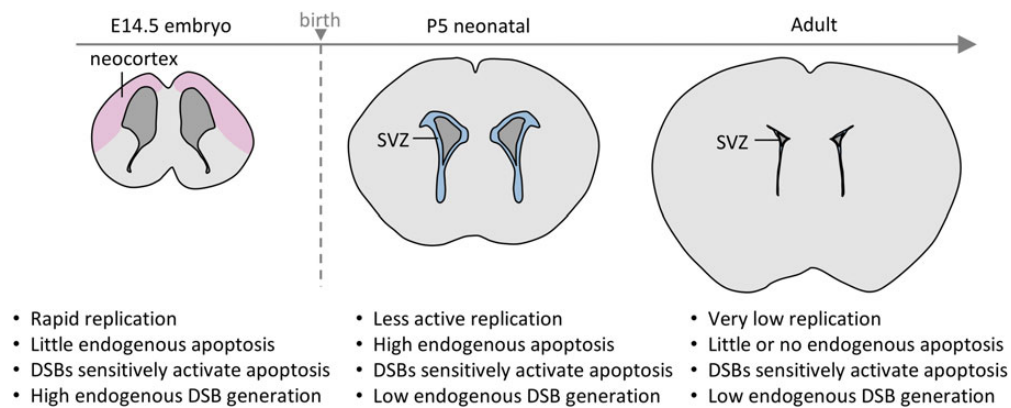 E14.5 embryo
birth
P5 neonatal
Adult
neocortex
SVZ
SVZ
• Rapid replication
• Little endogenous apoptosis
• DSBs sensitively activate apoptosis
• High endogenous DSB generation
• Less active replication
• High endogenous apoptosis
• DSBs sensitively activate apoptosis
• Low endogenous DSB generation
• Very low replication
• Little or no endogenous apoptosis
• DSBs sensitively activate apoptosis
• Low endogenous DSB generation